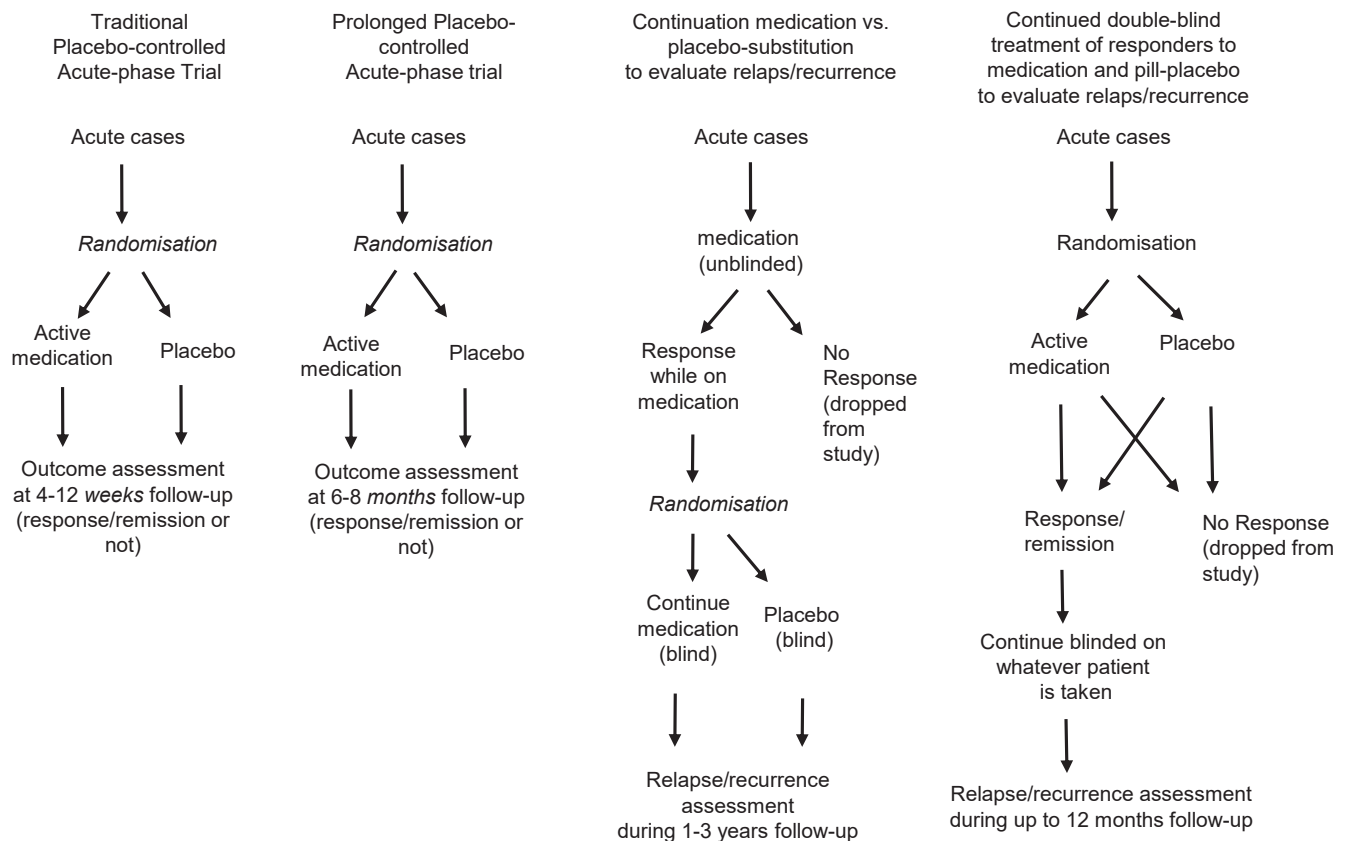 Traditional
Placebo-controlled
Acute-phase Trial
Acute cases
Randomisation
Active
medication
Placebo
Outcome assessment
at 4-12 weeks follow-up
(response/remission or
not)
Prolonged Placebo-
controlled
Acute-phase trial
Acute cases
Randomisation
Active
medication
Placebo
Outcome assessment
at 6-8 months follow-up
(response/remission or
not)
Continuation medication vs.
placebo-substitution
to evaluate relaps/recurrence
Acute cases
medication
(unblinded)
Response
while on
medication
No
Response
(dropped
from
study)
Randomisation
Continue
medication
(blind)
Placebo
(blind)
Relapse/recurrence
assessment
during 1-3 years follow-up
Continued double-blind
treatment of responders to
medication and pill-placebo
to evaluate relaps/recurrence
Acute cases
Randomisation
Active
medication
Placebo
Response/
remission
No Response
(dropped from
study)
Continue blinded on
whatever patient
is taken
Relapse/recurrence assessment
during up to 12 months follow-up